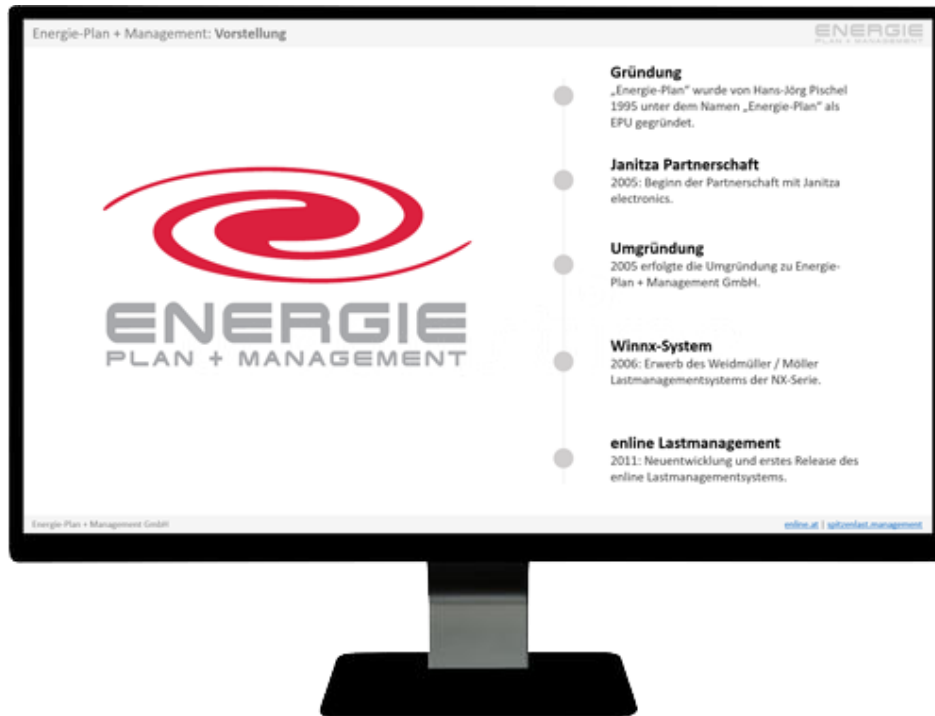 Energie-Plan + Management: Vorstellung
ENERGIE
PLAN + MANAGEMENT
ENERGIE
PLAN + MANAGEMENT
Gründung
„Energie-Plan" wurde von Hans-Jörg Pischel
1995 unter dem Namen „Energie-Plan" als
EPU gegründet.
Janitza Partnerschaft
2005: Beginn der Partnerschaft mit Janitza
electronics.
Umgründung
2005 erfolgte die Umgründung zu Energie-
Plan + Management GmbH.
Winnx-System
2006: Erwerb des Weidmüller / Möller
Lastmanagementsystems der NX-Serie.
enline Lastmanagement
2011: Neuentwicklung und erstes Release des
enline Lastmanagementsystems.
Energie-Plan + Management GmbH
enline.at | spitzenlast.management